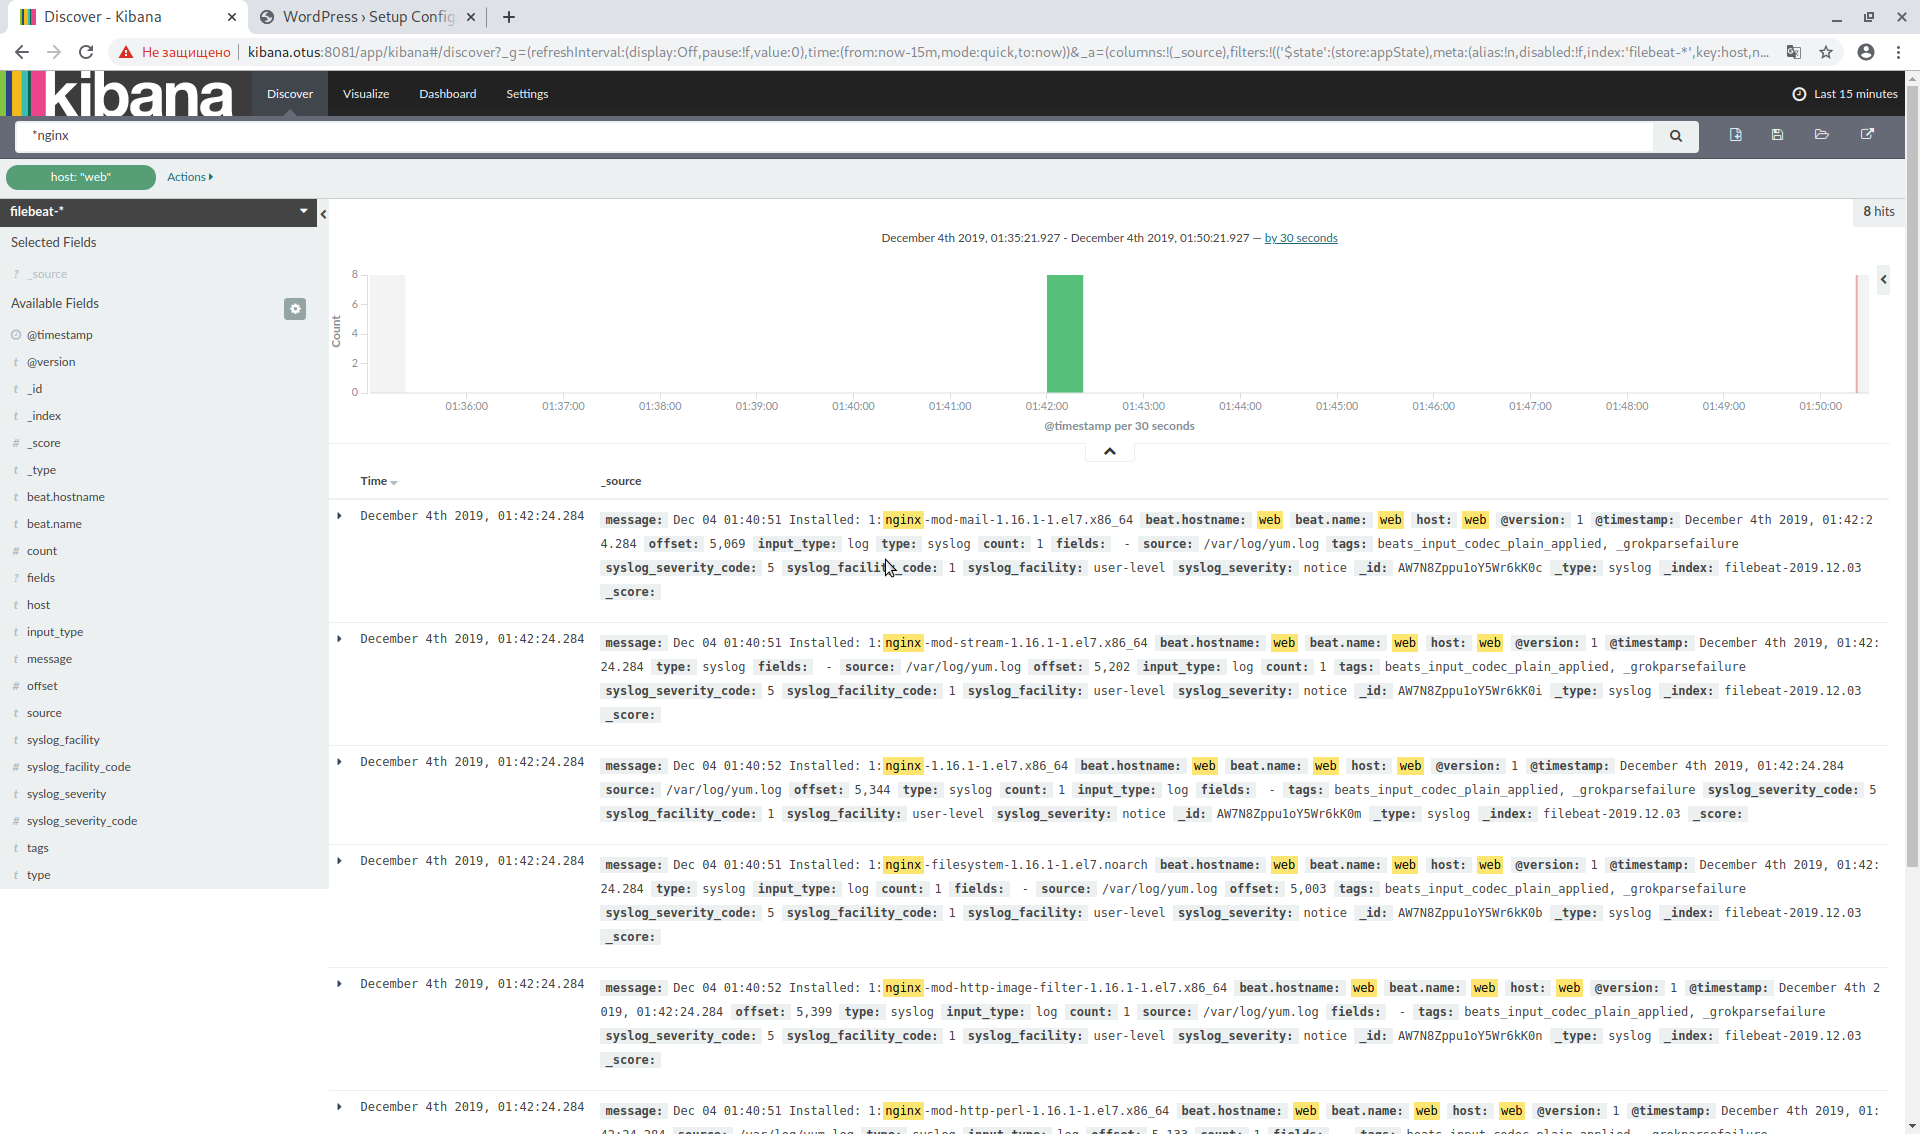 Discover - Kibana
WordPress › Setup Config
Не защищено
kibana.otus:8081/app/kibana#/discover?_g=(refreshInterval:(display:Off,pause:!f,value:0),time:(from:now-15m,mode:quick,to:now))&_a=(columns:!(_source),filters:!(('$state':(store:appState),meta:(alias:!n,disabled:!f,index:'filebeat-*',key:host,n...
kibana
Discover
Visualize
Dashboard
Settings
Last 15 minutes
*nginx
host: "web"
Actions
filebeat-*
8 hits
Selected Fields
? _source
Available Fields
@timestamp
t @version
t _id
t _index
# _score
t _type
t beat.hostname
t beat.name
t count
? fields
t host
t input_type
t message
# offset
t source
t syslog_facility
# syslog_facility_code
t syslog_severity
# syslog_severity_code
t tags
t type
December 4th 2019, 01:35:21.927 - December 4th 2019, 01:50:21.927 — by 30 seconds
Count
8
6
4
2
0
01:36:00 01:37:00 01:38:00 01:39:00 01:40:00 01:41:00 01:42:00 01:43:00 01:44:00 01:45:00 01:46:00 01:47:00 01:48:00 01:49:00 01:50:00
@timestamp per 30 seconds
Time _source
December 4th 2019, 01:42:24.284 message: Dec 04 01:40:51 Installed: 1:nginx-mod-mail-1.16.1-1.el7.x86_64 beat.hostname: web beat.name: web host: web @version: 1 @timestamp: December 4th 2019, 01:42:2
4.284 offset: 5,069 input_type: log type: syslog count: 1 fields: - source: /var/log/yum.log tags: beats_input_codec_plain_applied, _grokparsefailure
syslog_severity_code: 5 syslog_facility_code: 1 syslog_facility: user-level syslog_severity: notice _id: AW7N8Zppu1oY5Wr6kK0c _type: syslog _index: filebeat-2019.12.03
_score:
December 4th 2019, 01:42:24.284 message: Dec 04 01:40:51 Installed: 1:nginx-mod-stream-1.16.1-1.el7.x86_64 beat.hostname: web beat.name: web host: web @version: 1 @timestamp: December 4th 2019, 01:42:
24.284 type: syslog fields: - source: /var/log/yum.log offset: 5,202 input_type: log count: 1 tags: beats_input_codec_plain_applied, _grokparsefailure
syslog_severity_code: 5 syslog_facility_code: 1 syslog_facility: user-level syslog_severity: notice _id: AW7N8Zppu1oY5Wr6kK0i _type: syslog _index: filebeat-2019.12.03
_score:
December 4th 2019, 01:42:24.284 message: Dec 04 01:40:52 Installed: 1:nginx-1.16.1-1.el7.x86_64 beat.hostname: web beat.name: web host: web @version: 1 @timestamp: December 4th 2019, 01:42:24.284
source: /var/log/yum.log offset: 5,344 type: syslog count: 1 input_type: log fields: - tags: beats_input_codec_plain_applied, _grokparsefailure syslog_severity_code: 5
syslog_facility_code: 1 syslog_facility: user-level syslog_severity: notice _id: AW7N8Zppu1oY5Wr6kK0m _type: syslog _index: filebeat-2019.12.03 _score:
December 4th 2019, 01:42:24.284 message: Dec 04 01:40:51 Installed: 1:nginx-filesystem-1.16.1-1.el7.noarch beat.hostname: web beat.name: web host: web @version: 1 @timestamp: December 4th 2019, 01:42:
24.284 type: syslog input_type: log count: 1 fields: - source: /var/log/yum.log offset: 5,003 tags: beats_input_codec_plain_applied, _grokparsefailure
syslog_severity_code: 5 syslog_facility_code: 1 syslog_facility: user-level syslog_severity: notice _id: AW7N8Zppu1oY5Wr6kK0b _type: syslog _index: filebeat-2019.12.03
_score:
December 4th 2019, 01:42:24.284 message: Dec 04 01:40:52 Installed: 1:nginx-mod-http-image-filter-1.16.1-1.el7.x86_64 beat.hostname: web beat.name: web host: web @version: 1 @timestamp: December 4th 2
019, 01:42:24.284 offset: 5,399 type: syslog input_type: log count: 1 source: /var/log/yum.log fields: - tags: beats_input_codec_plain_applied, _grokparsefailure
syslog_severity_code: 5 syslog_facility_code: 1 syslog_facility: user-level syslog_severity: notice _id: AW7N8Zppu1oY5Wr6kK0n _type: syslog _index: filebeat-2019.12.03
_score:
December 4th 2019, 01:42:24.284 message: Dec 04 01:40:51 Installed: 1:nginx-mod-http-perl-1.16.1-1.el7.x86_64 beat.hostname: web beat.name: web host: web @version: 1 @timestamp: December 4th 2019, 01:
42:24.284 source: /var/log/yum.log type: syslog input_type: log offset: 5,133 count: 1 fields: - tags: beats_input_codec_plain_applied, _grokparsefailure